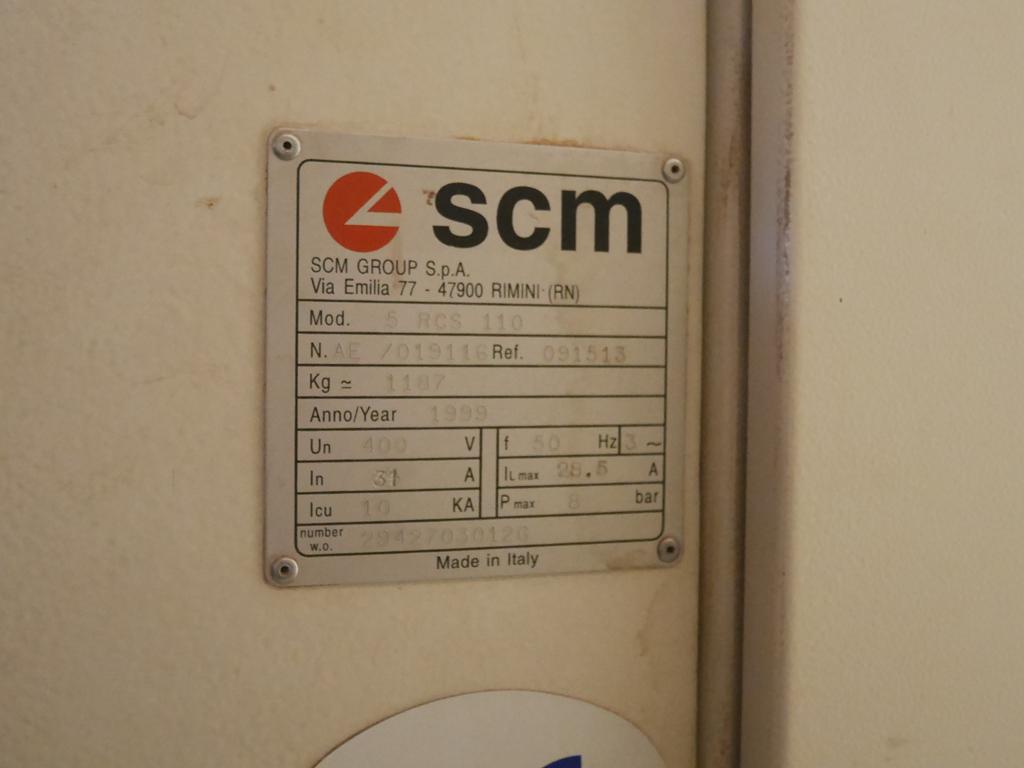 scm
SCM GROUP S.p.A.
Via Emilia 77 - 47900 RIMINI (RN)
Mod. 5 RCS 110
N. AE /019116 Ref. 091513
Kg ≃ 1187
Anno/Year 1999
Un 400 V f 50 Hz 3 ~
In 31 A IL max 28.5 A
Icu 10 KA P max 8 bar
number w.o. 29427030126
Made in Italy